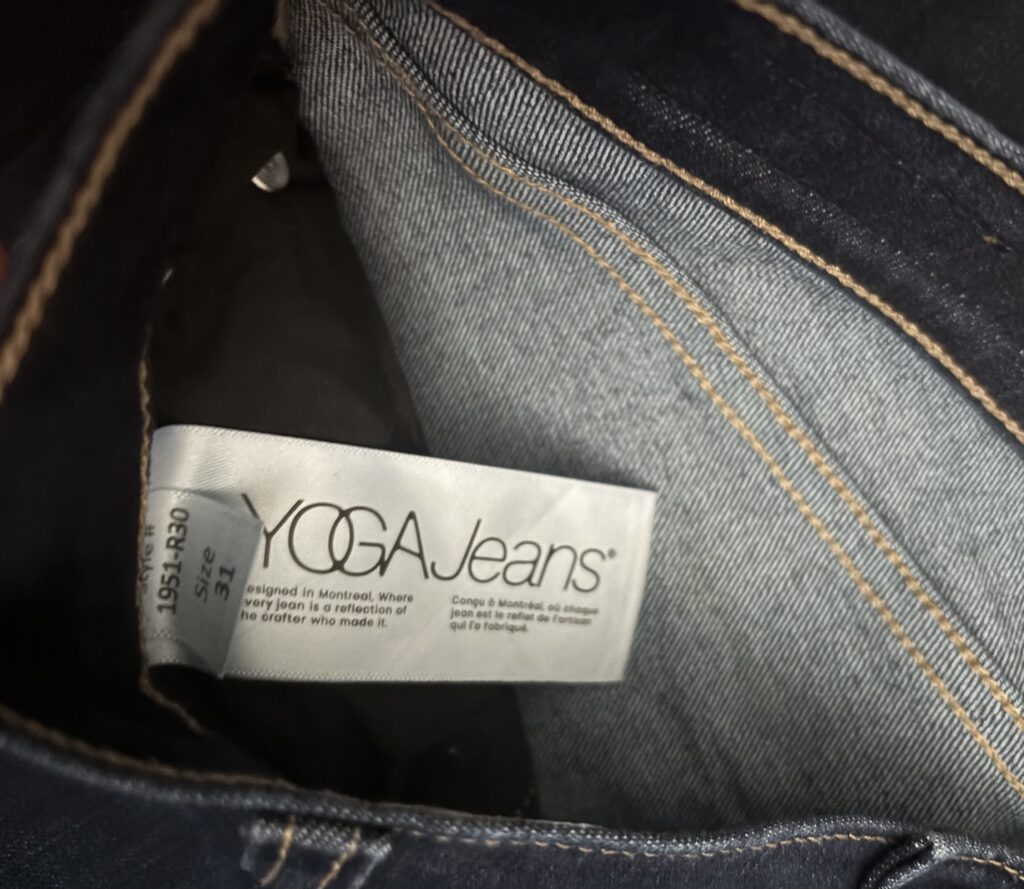 Style #
1951-R30
Size
31
YOGA Jeans®
esigned in Montreal, Where
very jean is a reflection of
he crafter who made it.
Conçu à Montréal, où chaque
jean est le reflet de l'artisan
qui l'a fabriqué.